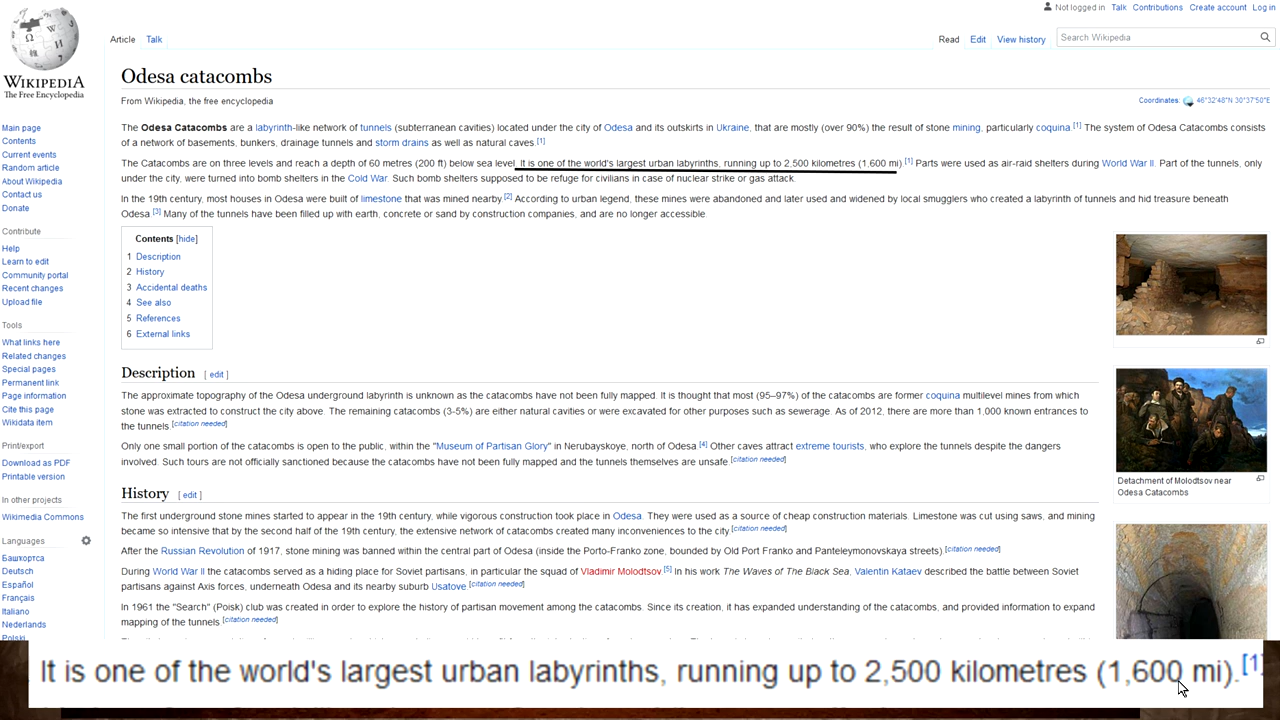 Not logged in Talk Contributions Create account Log in
Article Talk Read Edit View history Search Wikipedia
WIKIPEDIA
The Free Encyclopedia
Main page
Contents
Current events
Random article
About Wikipedia
Contact us
Donate
Contribute
Help
Learn to edit
Community portal
Recent changes
Upload file
Tools
What links here
Related changes
Special pages
Permanent link
Page information
Cite this page
Wikidata item
Print/export
Download as PDF
Printable version
In other projects
Wikimedia Commons
Languages
Башҡортса
Deutsch
Español
Français
Italiano
Nederlands
Polski
Odesa catacombs
From Wikipedia, the free encyclopedia
Coordinates: 46°32'48"N 30°37'50"E
The Odesa Catacombs are a labyrinth-like network of tunnels (subterranean cavities) located under the city of Odesa and its outskirts in Ukraine, that are mostly (over 90%) the result of stone mining, particularly coquina.[1] The system of Odesa Catacombs consists
of a network of basements, bunkers, drainage tunnels and storm drains as well as natural caves.[1]
The Catacombs are on three levels and reach a depth of 60 metres (200 ft) below sea level. It is one of the world's largest urban labyrinths, running up to 2,500 kilometres (1,600 mi).[1] Parts were used as air-raid shelters during World War II. Part of the tunnels, only
under the city, were turned into bomb shelters in the Cold War. Such bomb shelters supposed to be refuge for civilians in case of nuclear strike or gas attack.
In the 19th century, most houses in Odesa were built of limestone that was mined nearby.[2] According to urban legend, these mines were abandoned and later used and widened by local smugglers who created a labyrinth of tunnels and hid treasure beneath
Odesa.[3] Many of the tunnels have been filled up with earth, concrete or sand by construction companies, and are no longer accessible.
Contents [hide]
1 Description
2 History
3 Accidental deaths
4 See also
5 References
6 External links
Description [ edit ]
The approximate topography of the Odesa underground labyrinth is unknown as the catacombs have not been fully mapped. It is thought that most (95–97%) of the catacombs are former coquina multilevel mines from which
stone was extracted to construct the city above. The remaining catacombs (3-5%) are either natural cavities or were excavated for other purposes such as sewerage. As of 2012, there are more than 1,000 known entrances to
the tunnels.[citation needed]
Only one small portion of the catacombs is open to the public, within the "Museum of Partisan Glory" in Nerubayskoye, north of Odesa.[4] Other caves attract extreme tourists, who explore the tunnels despite the dangers
involved. Such tours are not officially sanctioned because the catacombs have not been fully mapped and the tunnels themselves are unsafe.[citation needed]
Detachment of Molodtsov near
Odesa Catacombs
History [ edit ]
The first underground stone mines started to appear in the 19th century, while vigorous construction took place in Odesa. They were used as a source of cheap construction materials. Limestone was cut using saws, and mining
became so intensive that by the second half of the 19th century, the extensive network of catacombs created many inconveniences to the city.[citation needed]
After the Russian Revolution of 1917, stone mining was banned within the central part of Odesa (inside the Porto-Franko zone, bounded by Old Port Franko and Panteleymonovskaya streets).[citation needed]
During World War II the catacombs served as a hiding place for Soviet partisans, in particular the squad of Vladimir Molodtsov.[5] In his work The Waves of The Black Sea, Valentin Kataev described the battle between Soviet
partisans against Axis forces, underneath Odesa and its nearby suburb Usatove.[citation needed]
In 1961 the "Search" (Poisk) club was created in order to explore the history of partisan movement among the catacombs. Since its creation, it has expanded understanding of the catacombs, and provided information to expand
mapping of the tunnels.[citation needed]
It is one of the world's largest urban labyrinths, running up to 2,500 kilometres (1,600 mi).[1]